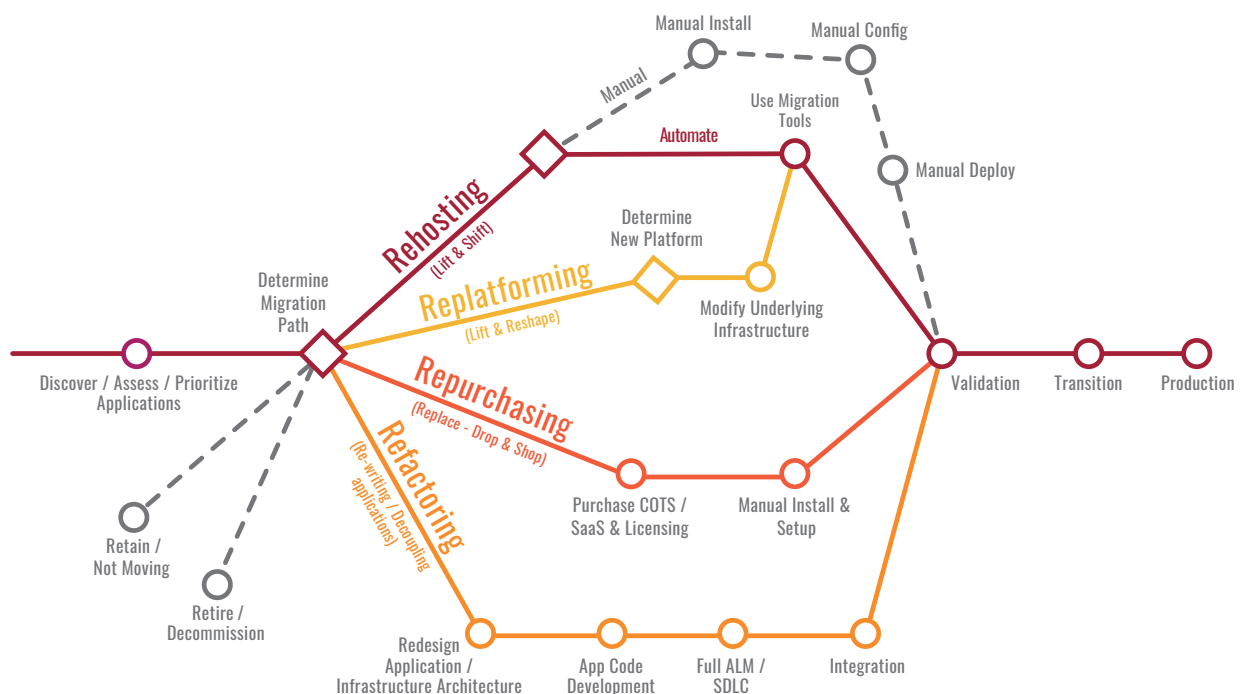 Manual Install
Manual Config
Manual
Use Migration
Tools
Automate
Manual Deploy
Rehosting
(Lift & Shift)
Determine
New Platform
Replatforming
(Lift & Reshape)
Modify Underlying
Infrastructure
Determine
Migration
Path
Discover / Assess / Prioritize
Applications
Repurchasing
(Replace - Drop & Shop)
Validation
Transition
Production
Refactoring
(Re-writing / Decoupling
applications)
Purchase COTS /
SaaS & Licensing
Manual Install &
Setup
Retain /
Not Moving
Retire /
Decommission
Redesign
Application /
Infrastructure Architecture
App Code
Development
Full ALM /
SDLC
Integration